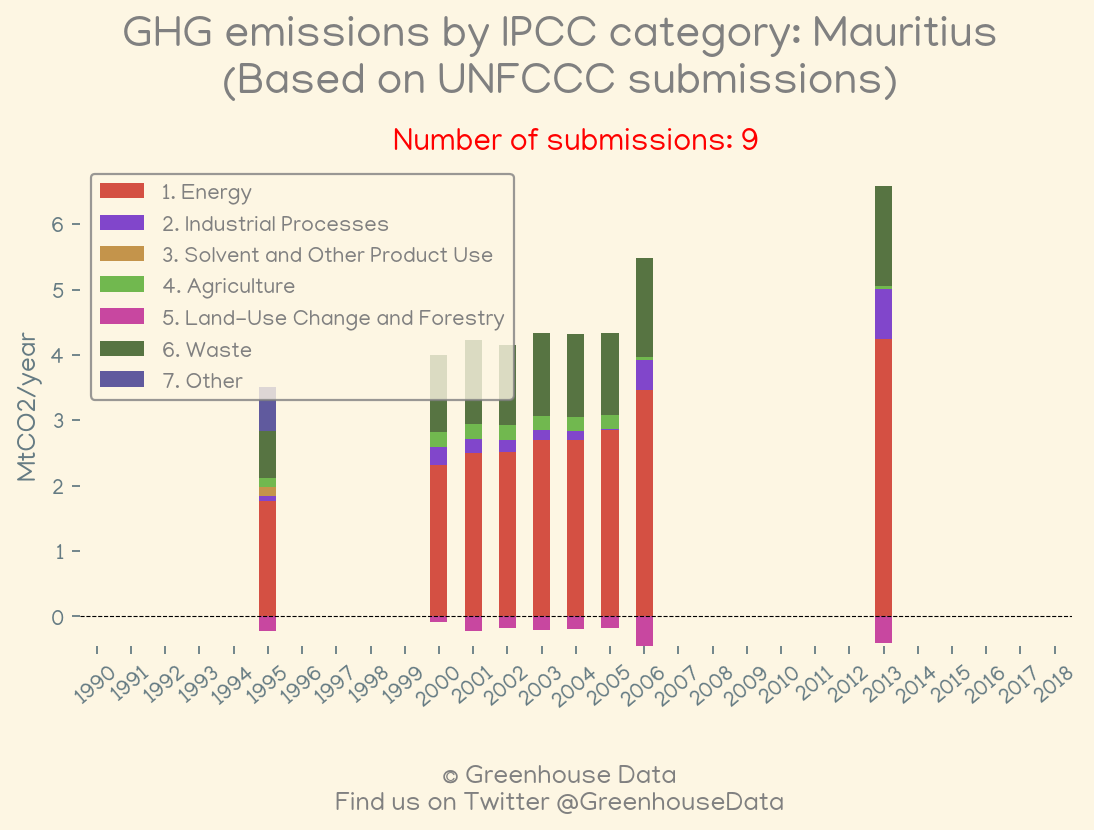 GHG emissions by IPCC category: Mauritius
(Based on UNFCCC submissions)
Number of submissions: 9
1. Energy
2. Industrial Processes
3. Solvent and Other Product Use
4. Agriculture
5. Land-Use Change and Forestry
6. Waste
7. Other
MtCO2/year
6
5
4
3
2
1
0
1990
1991
1992
1993
1994
1995
1996
1997
1998
1999
2000
2001
2002
2003
2004
2005
2006
2007
2008
2009
2010
2011
2012
2013
2014
2015
2016
2017
2018
© Greenhouse Data
Find us on Twitter @GreenhouseData